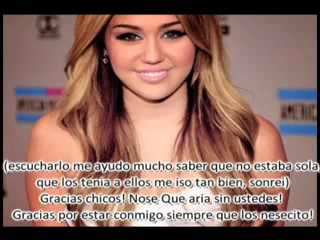 (escucharlo me ayudo mucho saber que no estaba sola
que los tenia a ellos me iso tan bien, sonrei)
Gracias chicos! Nose Que aria sin ustedes!
Gracias por estar conmigo siempre que los nesecito!